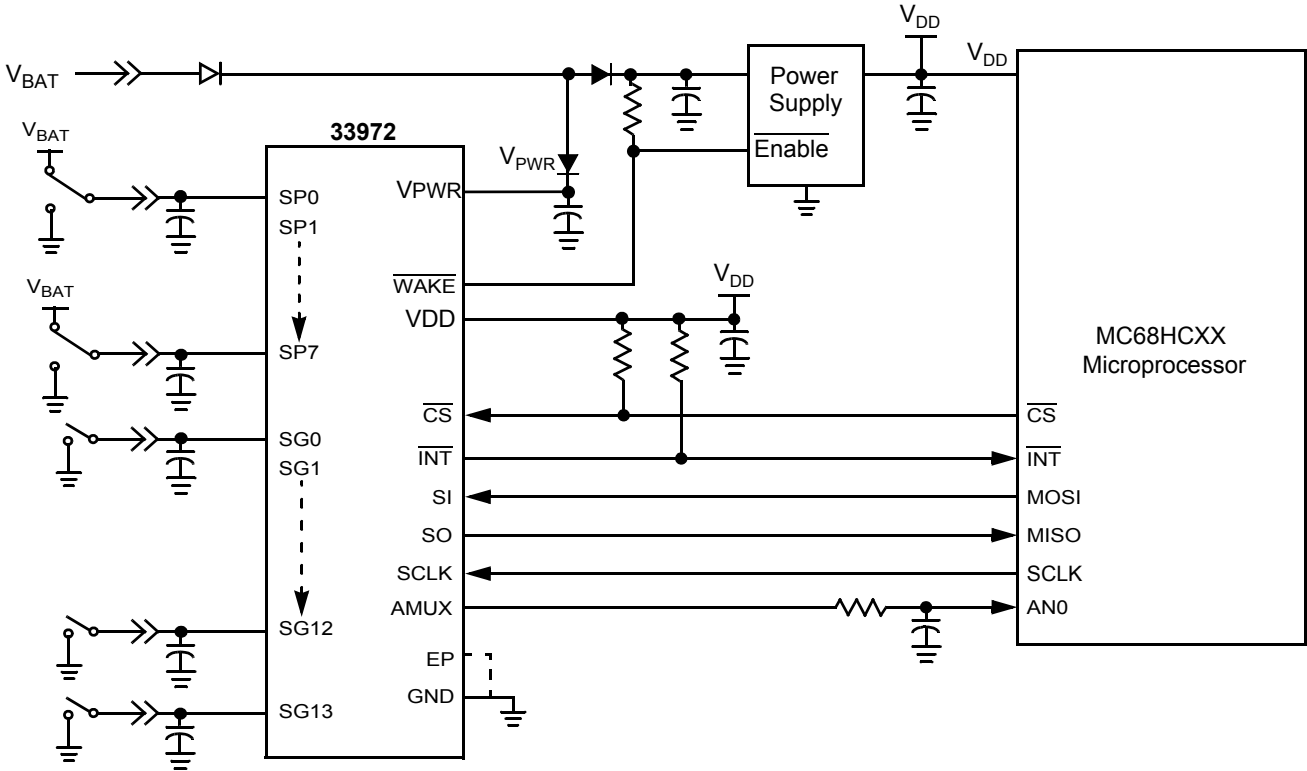 V_DD
V_DD
V_BAT
Power
Supply
Enable
V_BAT
33972
V_PWR
SP0
VPWR
SP1
V_DD
WAKE
V_BAT
VDD
MC68HCXX
Microprocessor
SP7
CS
CS
SG0
INT
INT
SG1
SI
MOSI
SO
MISO
SCLK
SCLK
AMUX
AN0
SG12
EP
GND
SG13